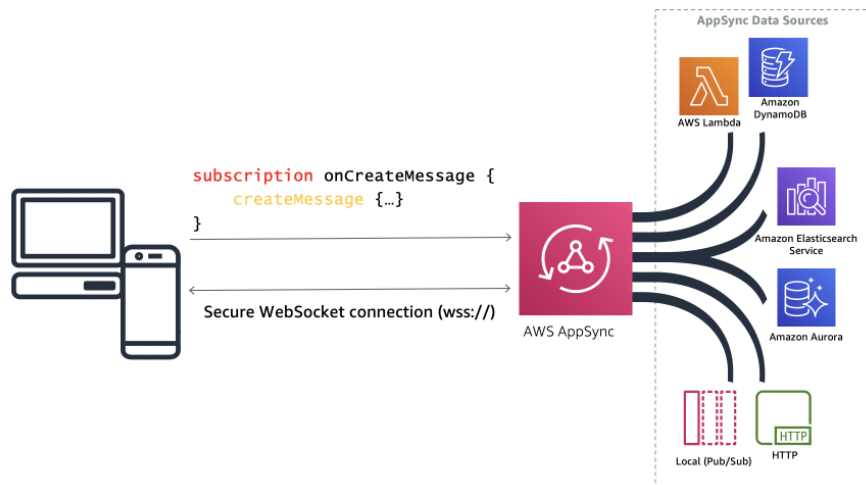 AppSync Data Sources
AWS Lambda
Amazon
DynamoDB
subscription onCreateMessage {
createMessage {…}
}
Amazon Elasticsearch
Service
Secure WebSocket connection (wss://)
AWS AppSync
Amazon Aurora
HTTP
Local (Pub/Sub)
HTTP